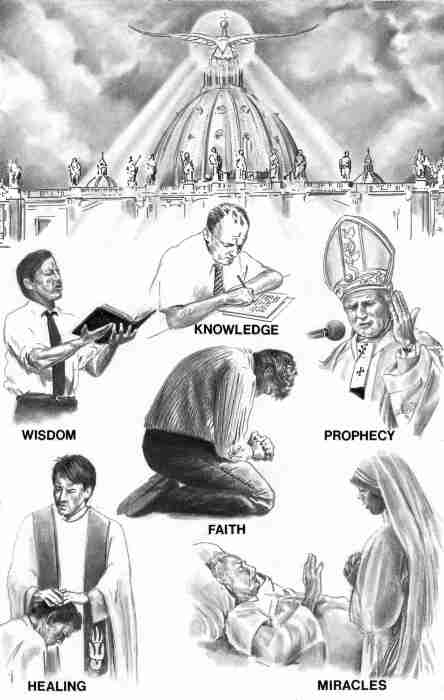 KNOWLEDGE
WISDOM
PROPHECY
FAITH
HEALING
MIRACLES